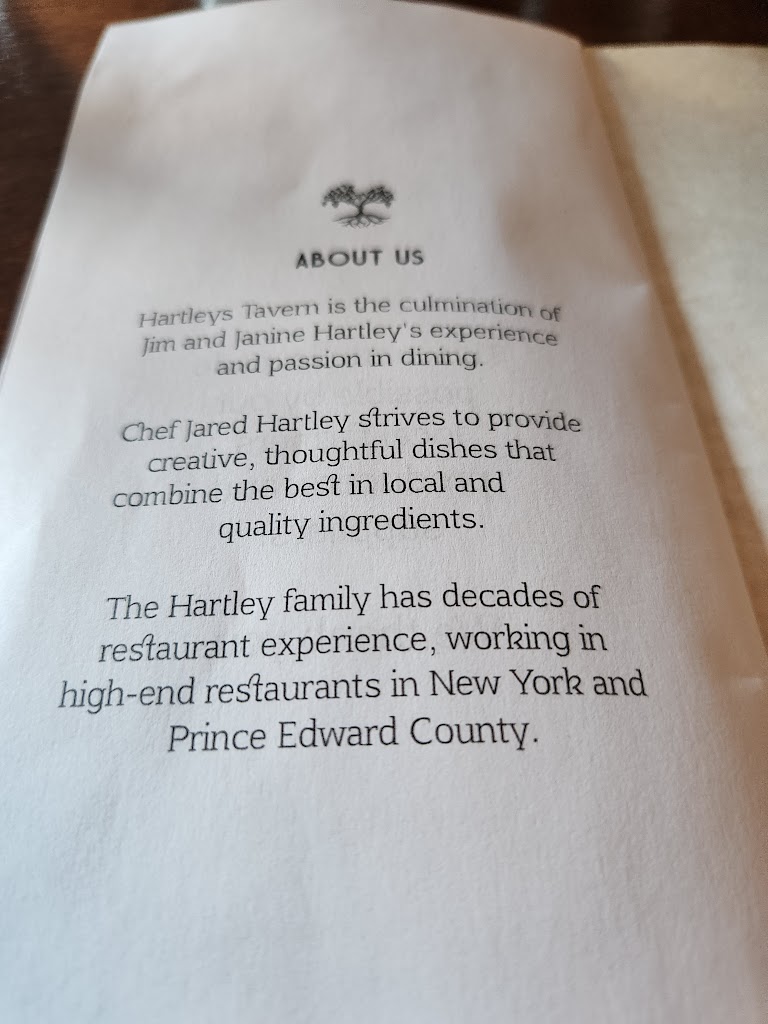 ABOUT US
Hartleys Tavern is the culmination of
Jim and Janine Hartley's experience
and passion in dining.
Chef Jared Hartley strives to provide
creative, thoughtful dishes that
combine the best in local and
quality ingredients.
The Hartley family has decades of
restaurant experience, working in
high-end restaurants in New York and
Prince Edward County.